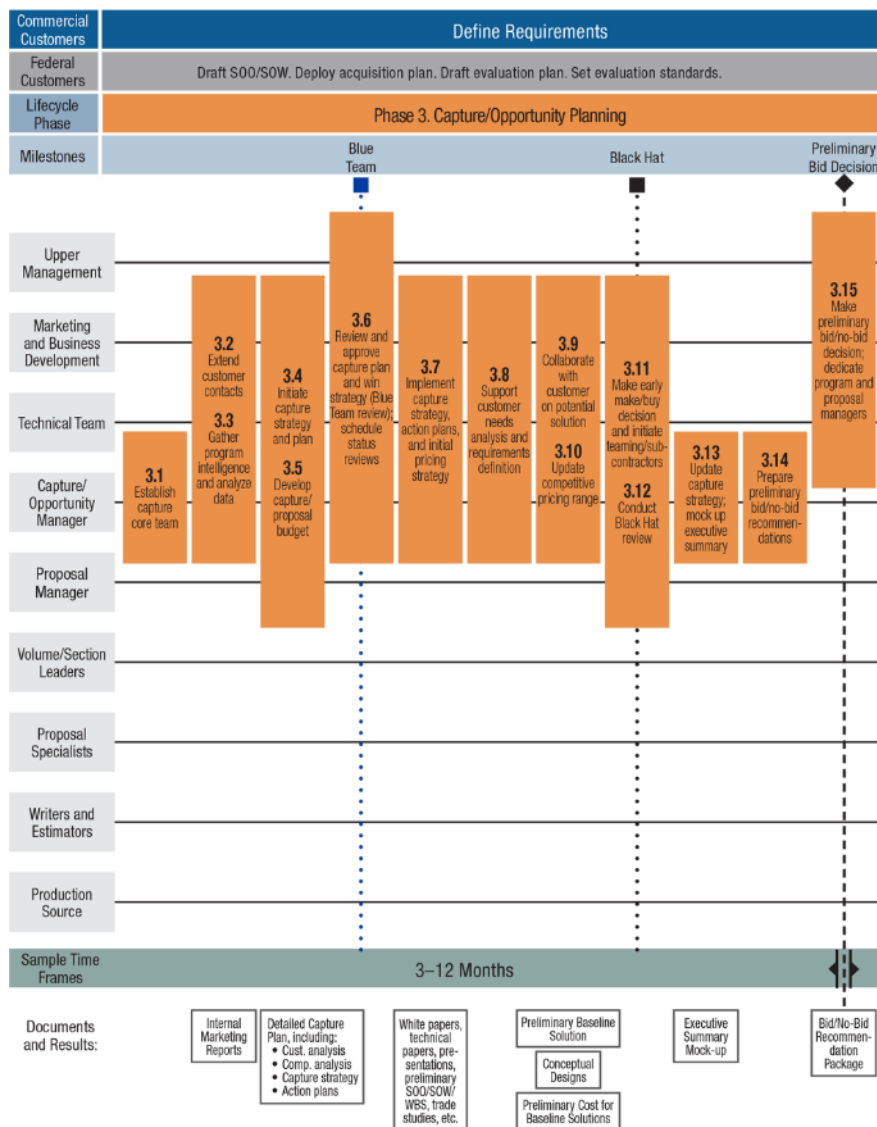 Commercial
Customers
Define Requirements
Federal
Customers
Draft SOO/SOW. Deploy acquisition plan. Draft evaluation plan. Set evaluation standards.
Lifecycle
Phase
Phase 3. Capture/Opportunity Planning
Milestones
Blue
Team
Black Hat
Preliminary
Bid Decision
Upper
Management
Marketing
and Business
Development
Technical Team
Capture/
Opportunity
Manager
Proposal
Manager
Volume/Section
Leaders
Proposal
Specialists
Writers and
Estimators
Production
Source
3.1
Establish
capture
core team
3.2
Extend
customer
contacts
3.3
Gather
program
intelligence
and analyze
data
3.4
Initiate
capture
strategy
and plan
3.5
Develop
capture/
proposal
budget
3.6
Review and
approve
capture plan
and win
strategy (Blue
Team review);
schedule
status
reviews
3.7
Implement
capture
strategy,
action plans,
and initial
pricing
strategy
3.8
Support
customer
needs
analysis and
requirements
definition
3.9
Collaborate
with
customer
on potential
solution
3.10
Update
competitive
pricing range
3.11
Make early
make/buy
decision
and initiate
teaming/sub-
contractors
3.12
Conduct
Black Hat
review
3.13
Update
capture
strategy;
mock up
executive
summary
3.14
Prepare
preliminary
bid/no-bid
recommen-
dations
3.15
Make
preliminary
bid/no-bid
decision;
dedicate
program and
proposal
managers
Sample Time
Frames
3–12 Months
Documents
and Results:
Internal
Marketing
Reports
Detailed Capture
Plan, including:
• Cust. analysis
• Comp. analysis
• Capture strategy
• Action plans
White papers,
technical
papers, pre-
sentations,
preliminary
SOO/SOW/
WBS, trade
studies, etc.
Preliminary Baseline
Solution
Conceptual
Designs
Preliminary Cost for
Baseline Solutions
Executive
Summary
Mock-up
Bid/No-Bid
Recommen-
dation
Package